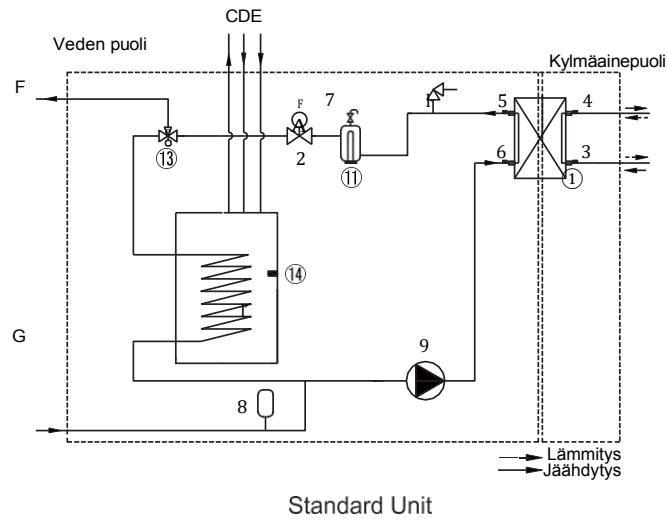 CDE
Veden puoli
Kylmäainepuoli
F
F
7
5
4
2
6
3
⑬
⑪
①
⑭
G
9
8
Lämmitys
Jäähdytys
Standard Unit